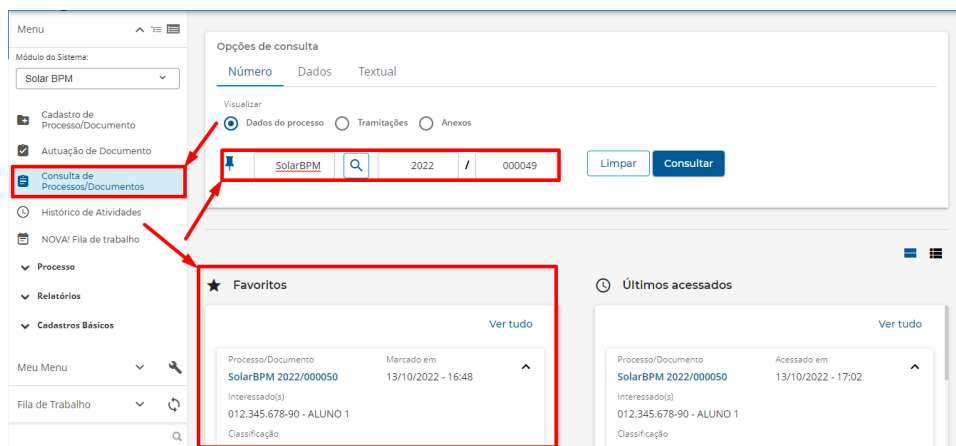 Menu
Módulo do Sistema:
Solar BPM
Cadastro de
Processo/Documento
Autuação de Documento
Consulta de
Processos/Documentos
Histórico de Atividades
NOVA! Fila de trabalho
Processo
Relatórios
Cadastros Básicos
Meu Menu
Fila de Trabalho
Opções de consulta
Número Dados Textual
Visualizar
Dados do processo Tramitações Anexos
SolarBPM 2022 / 000049 Limpar Consultar
Favoritos
Ver tudo
Processo/Documento Marcado em
SolarBPM 2022/000050 13/10/2022 - 16:48
Interessado(s)
012.345.678-90 - ALUNO 1
Classificação
Últimos acessados
Ver tudo
Processo/Documento Acessado em
SolarBPM 2022/000050 13/10/2022 - 17:02
Interessado(s)
012.345.678-90 - ALUNO 1
Classificação